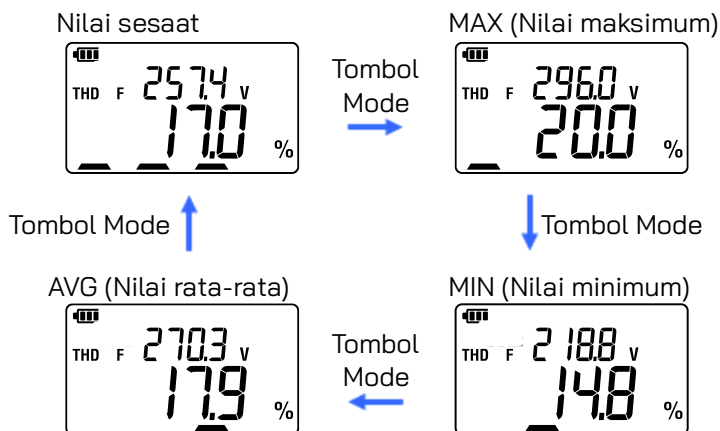 Nilai sesaat
THD F 257.4 V
17.0 %
Tombol
Mode
MAX (Nilai maksimum)
THD F 296.0 V
20.0 %
Tombol Mode
Tombol Mode
AVG (Nilai rata-rata)
THD F 270.3 V
17.9 %
Tombol
Mode
MIN (Nilai minimum)
THD F 218.8 V
14.8 %